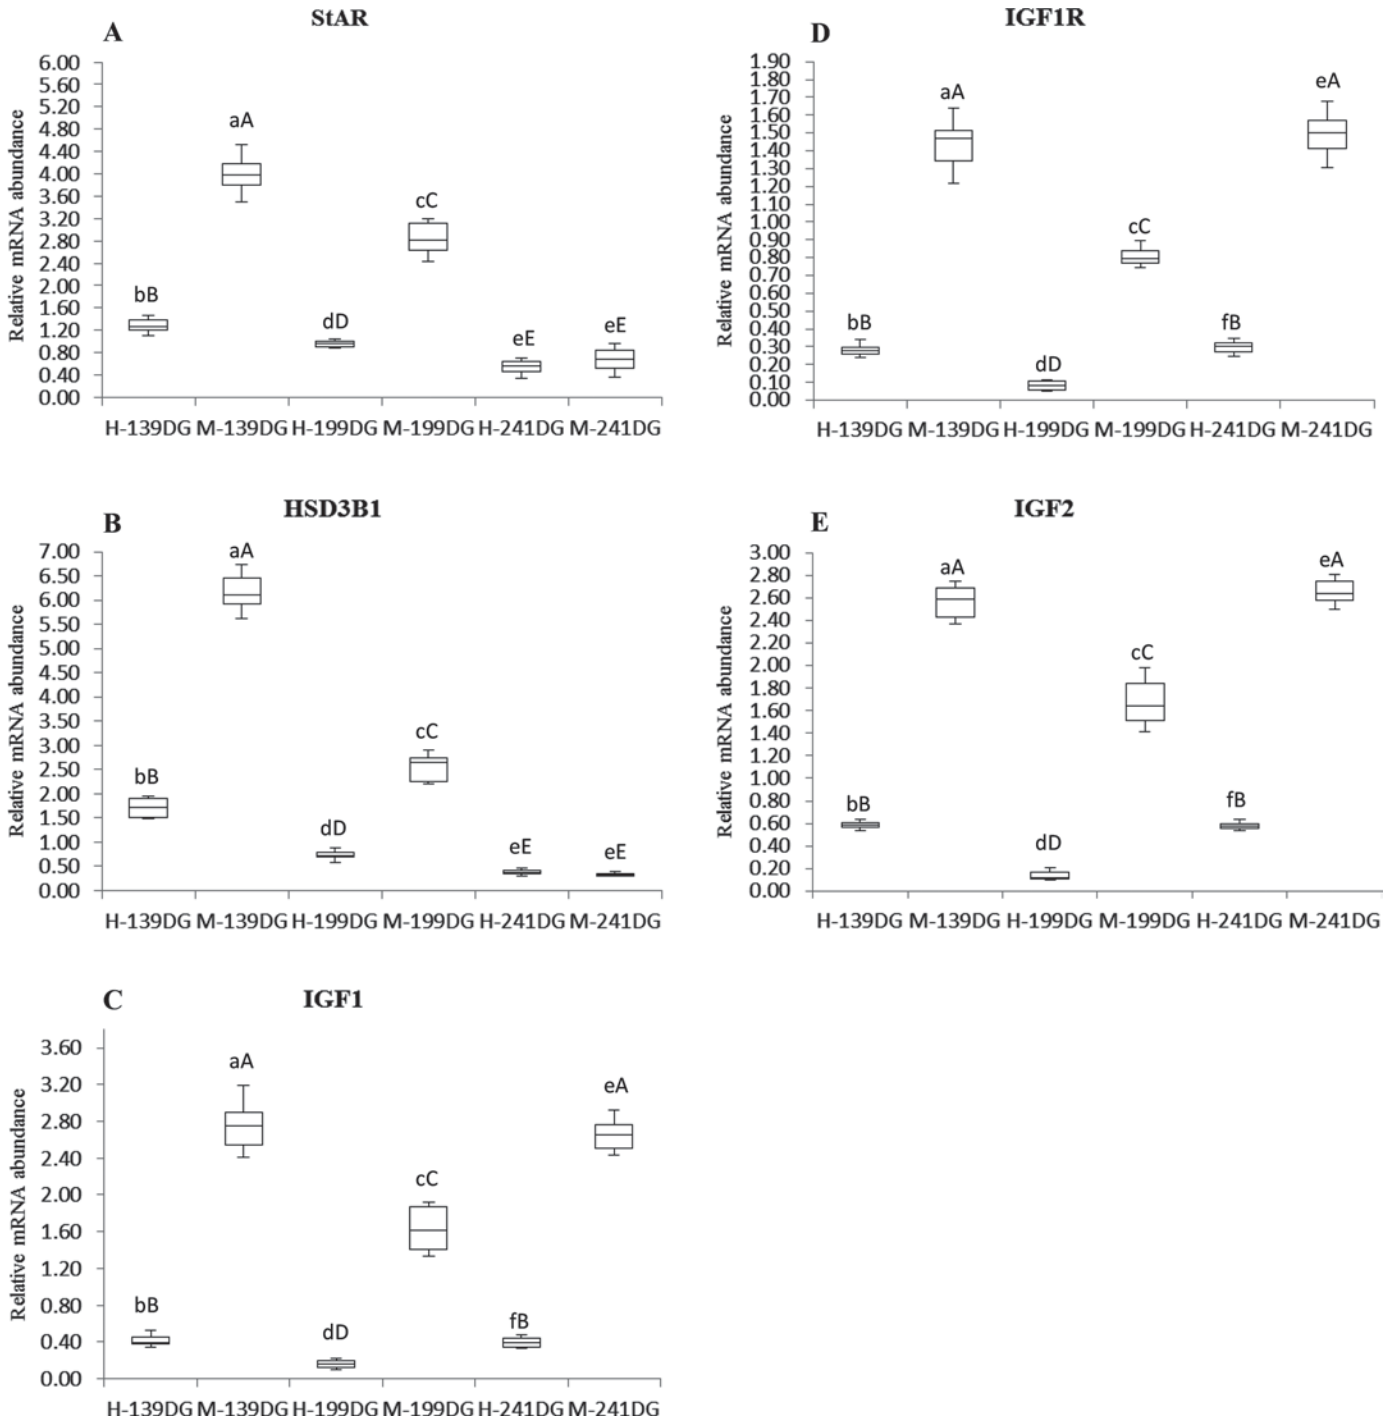 A
StAR
6.00
5.60
5.20
4.80
4.40
4.00
3.60
3.20
2.80
2.40
2.00
1.60
1.20
0.80
0.40
0.00
Relative mRNA abundance
bB
aA
dD
cC
eE
eE
H-139DG M-139DG H-199DG M-199DG H-241DG M-241DG
B
HSD3B1
7.00
6.50
6.00
5.50
5.00
4.50
4.00
3.50
3.00
2.50
2.00
1.50
1.00
0.50
0.00
Relative mRNA abundance
bB
aA
dD
cC
eE
eE
H-139DG M-139DG H-199DG M-199DG H-241DG M-241DG
C
IGF1
3.60
3.20
2.80
2.40
2.00
1.60
1.20
0.80
0.40
0.00
Relative mRNA abundance
bB
aA
dD
cC
fB
eA
H-139DG M-139DG H-199DG M-199DG H-241DG M-241DG
D
IGF1R
1.90
1.80
1.70
1.60
1.50
1.40
1.30
1.20
1.10
1.00
0.90
0.80
0.70
0.60
0.50
0.40
0.30
0.20
0.10
0.00
Relative mRNA abundance
bB
aA
dD
cC
fB
eA
H-139DG M-139DG H-199DG M-199DG H-241DG M-241DG
E
IGF2
3.00
2.80
2.60
2.40
2.20
2.00
1.80
1.60
1.40
1.20
1.00
0.80
0.60
0.40
0.20
0.00
Relative mRNA abundance
bB
aA
dD
cC
fB
eA
H-139DG M-139DG H-199DG M-199DG H-241DG M-241DG